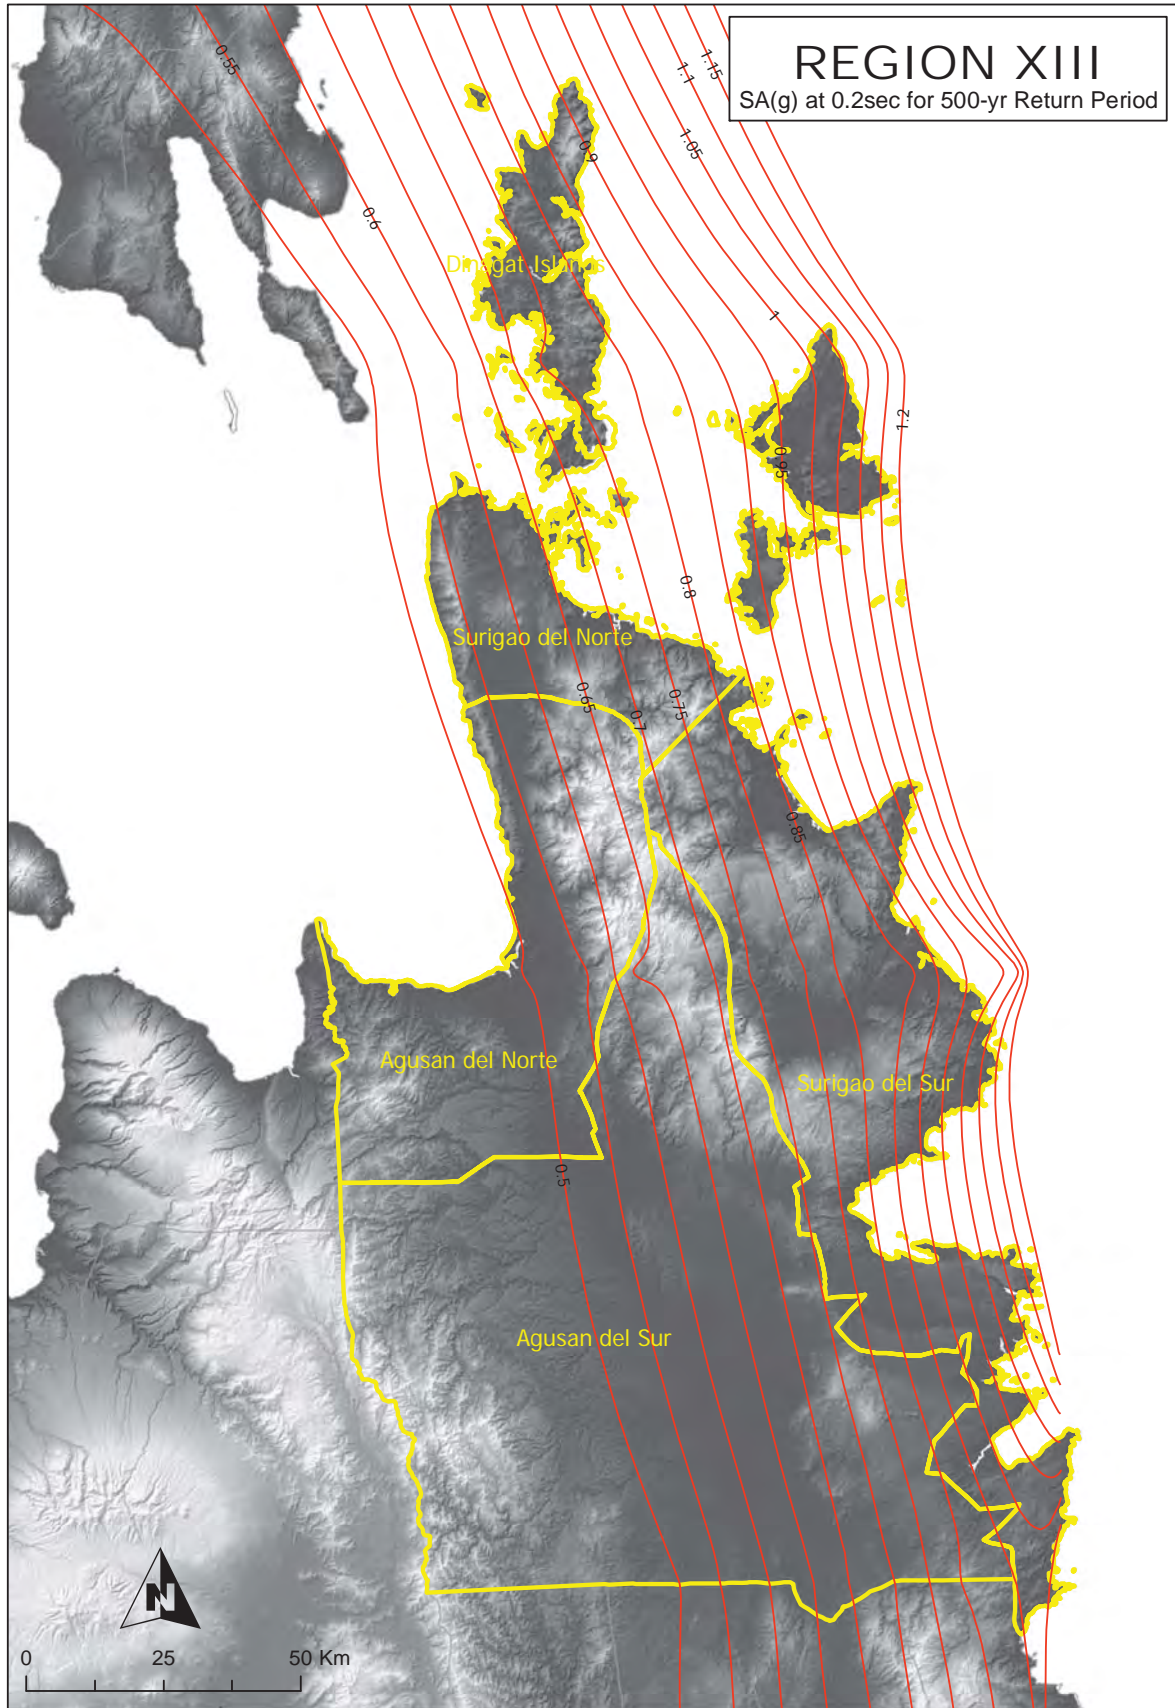 REGION XIII
SA(g) at 0.2sec for 500-yr Return Period
0.55
1.15
1.1
1.05
0.9
0.6
Dinagat Islands
1
1.2
0.95
0.8
Surigao del Norte
0.65
0.7
0.75
0.85
Agusan del Norte
Surigao del Sur
0.5
Agusan del Sur
N
0 25 50 Km